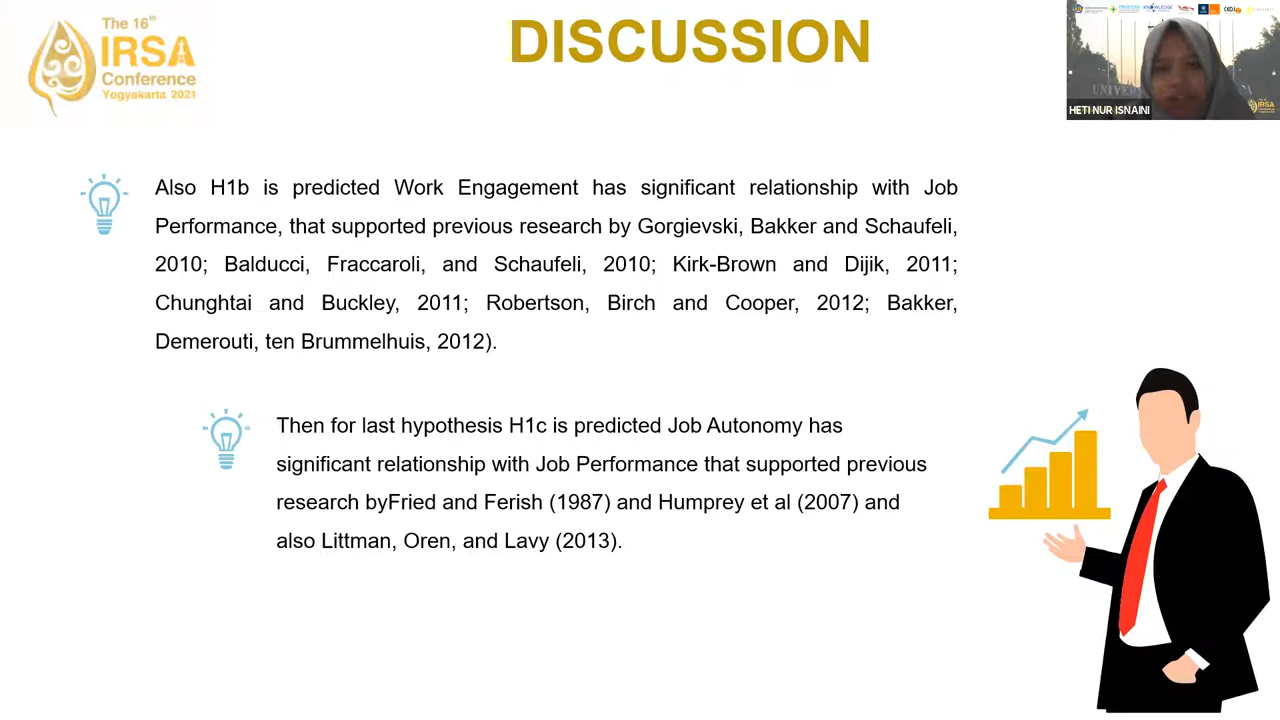 The 16th
IRSA
Conference
Yogyakarta 2021
DISCUSSION
HETI NUR ISNAINI
IRSA
Also H1b is predicted Work Engagement has significant relationship with Job
Performance, that supported previous research by Gorgievski, Bakker and Schaufeli,
2010; Balducci, Fraccaroli, and Schaufeli, 2010; Kirk-Brown and Dijik, 2011;
Chunghtai and Buckley, 2011; Robertson, Birch and Cooper, 2012; Bakker,
Demerouti, ten Brummelhuis, 2012).
Then for last hypothesis H1c is predicted Job Autonomy has
significant relationship with Job Performance that supported previous
research byFried and Ferish (1987) and Humprey et al (2007) and
also Littman, Oren, and Lavy (2013).